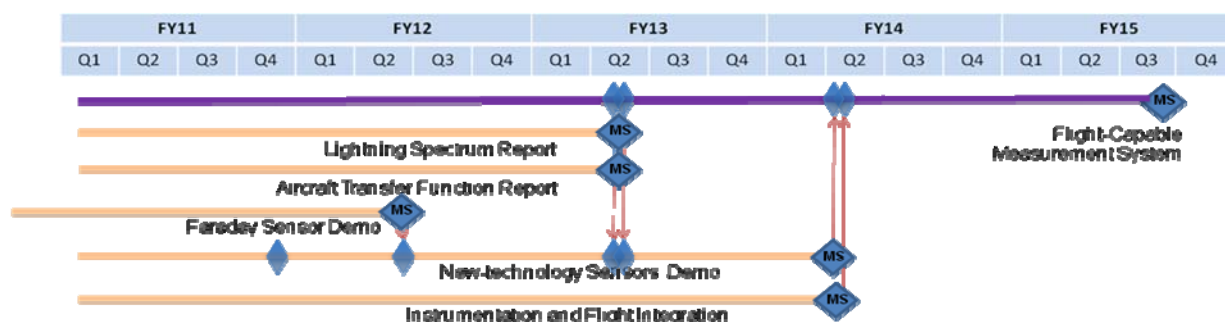 FY11 FY12 FY13 FY14 FY15
Q1 Q2 Q3 Q4 Q1 Q2 Q3 Q4 Q1 Q2 Q3 Q4 Q1 Q2 Q3 Q4 Q1 Q2 Q3 Q4
MS
Flight-Capable
Measurement System
MS
Lightning Spectrum Report
MS
Aircraft Transfer Function Report
MS
Faraday Sensor Demo
MS
New-technology Sensors Demo
MS
Instrumentation and Flight Integration